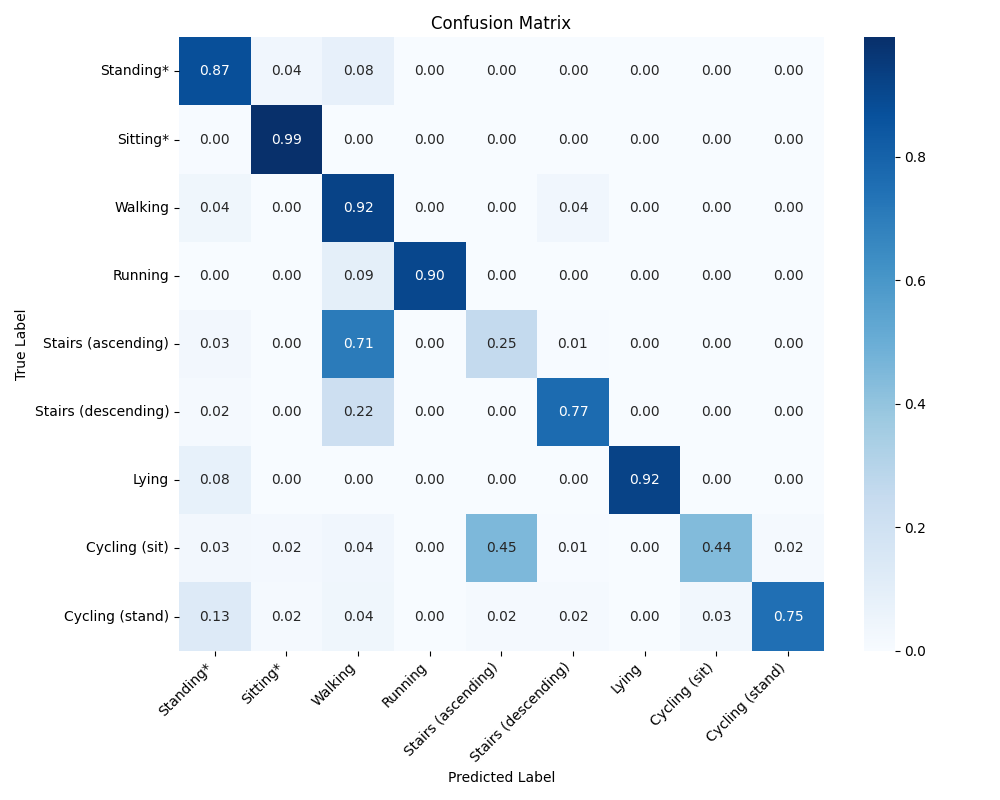 Confusion Matrix
Standing* 0.87 0.04 0.08 0.00 0.00 0.00 0.00 0.00 0.00
Sitting* 0.00 0.99 0.00 0.00 0.00 0.00 0.00 0.00 0.00
Walking 0.04 0.00 0.92 0.00 0.00 0.04 0.00 0.00 0.00
Running 0.00 0.00 0.09 0.90 0.00 0.00 0.00 0.00 0.00
Stairs (ascending) 0.03 0.00 0.71 0.00 0.25 0.01 0.00 0.00 0.00
Stairs (descending) 0.02 0.00 0.22 0.00 0.00 0.77 0.00 0.00 0.00
Lying 0.08 0.00 0.00 0.00 0.00 0.00 0.92 0.00 0.00
Cycling (sit) 0.03 0.02 0.04 0.00 0.45 0.01 0.00 0.44 0.02
Cycling (stand) 0.13 0.02 0.04 0.00 0.02 0.02 0.00 0.03 0.75
True Label
Standing* Sitting* Walking Running Stairs (ascending) Stairs (descending) Lying Cycling (sit) Cycling (stand)
Predicted Label
0.8
0.6
0.4
0.2
0.0